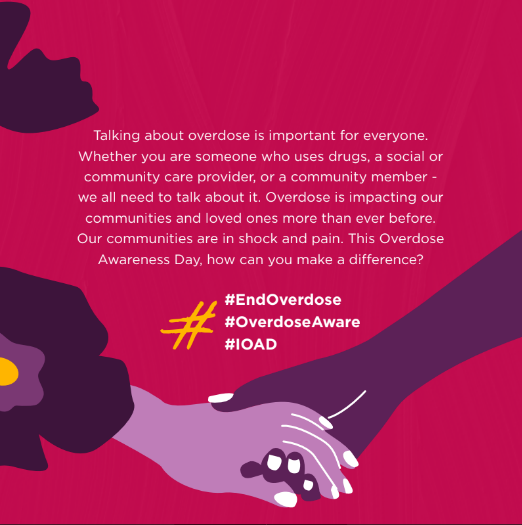 Talking about overdose is important for everyone.
Whether you are someone who uses drugs, a social or
community care provider, or a community member -
we all need to talk about it. Overdose is impacting our
communities and loved ones more than ever before.
Our communities are in shock and pain. This Overdose
Awareness Day, how can you make a difference?
#
#EndOverdose
#OverdoseAware
#IOAD